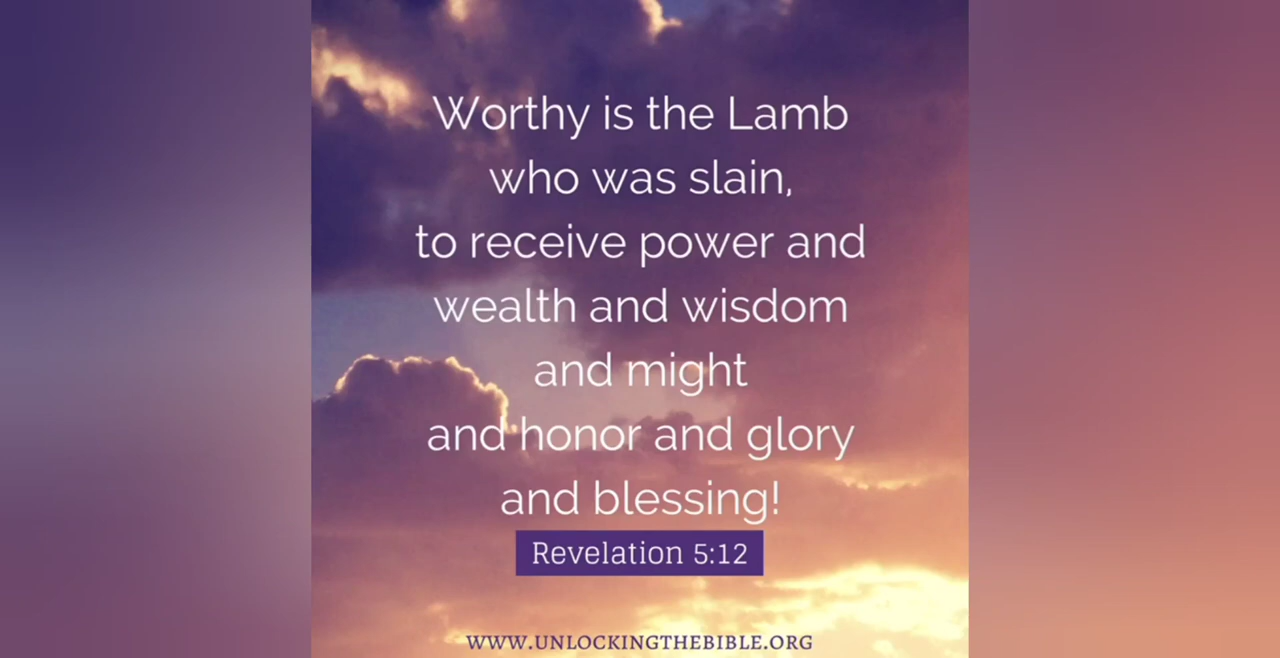 Worthy is the Lamb
who was slain,
to receive power and
wealth and wisdom
and might
and honor and glory
and blessing!
Revelation 5:12
WWW.UNLOCKINGTHEBIBLE.ORG